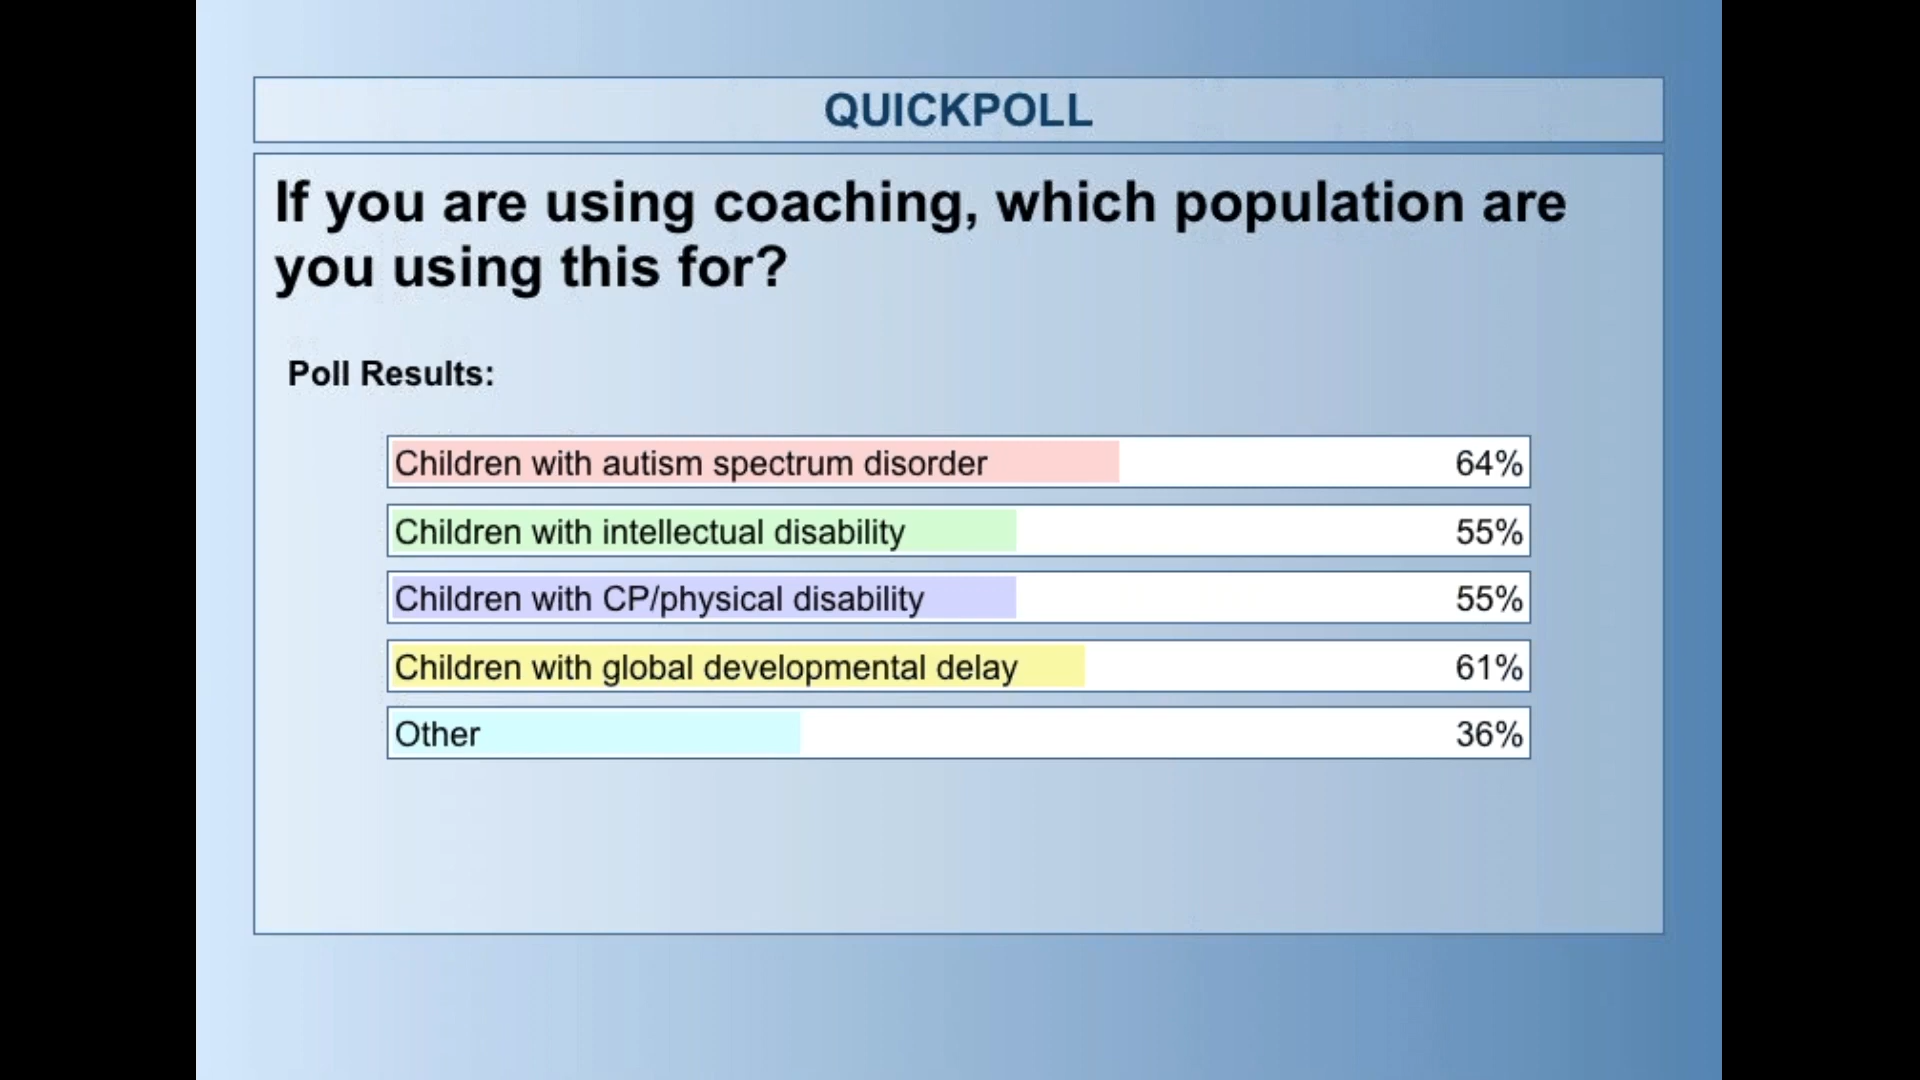 QUICKPOLL
If you are using coaching, which population are
you using this for?
Poll Results:
Children with autism spectrum disorder 64%
Children with intellectual disability 55%
Children with CP/physical disability 55%
Children with global developmental delay 61%
Other 36%